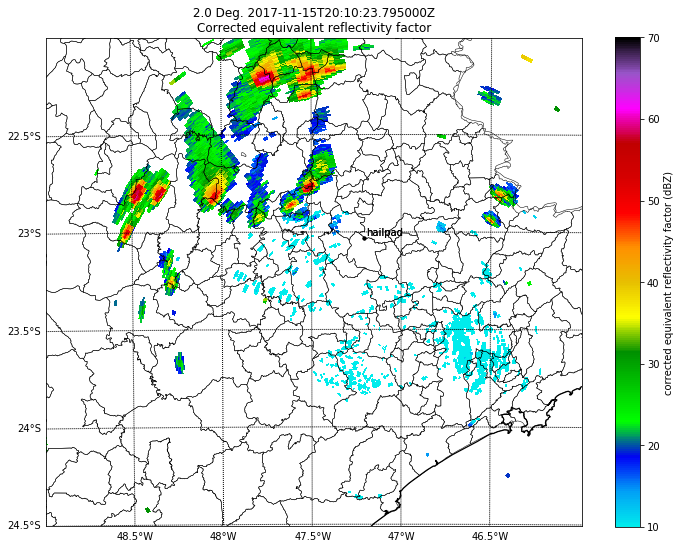 2.0 Deg. 2017-11-15T20:10:23.795000Z
Corrected equivalent reflectivity factor
70
60
50
40
30
20
10
corrected equivalent reflectivity factor (dBZ)
22.5°S
23°S
23.5°S
24°S
24.5°S
hailpad
48.5°W
48°W
47.5°W
47°W
46.5°W